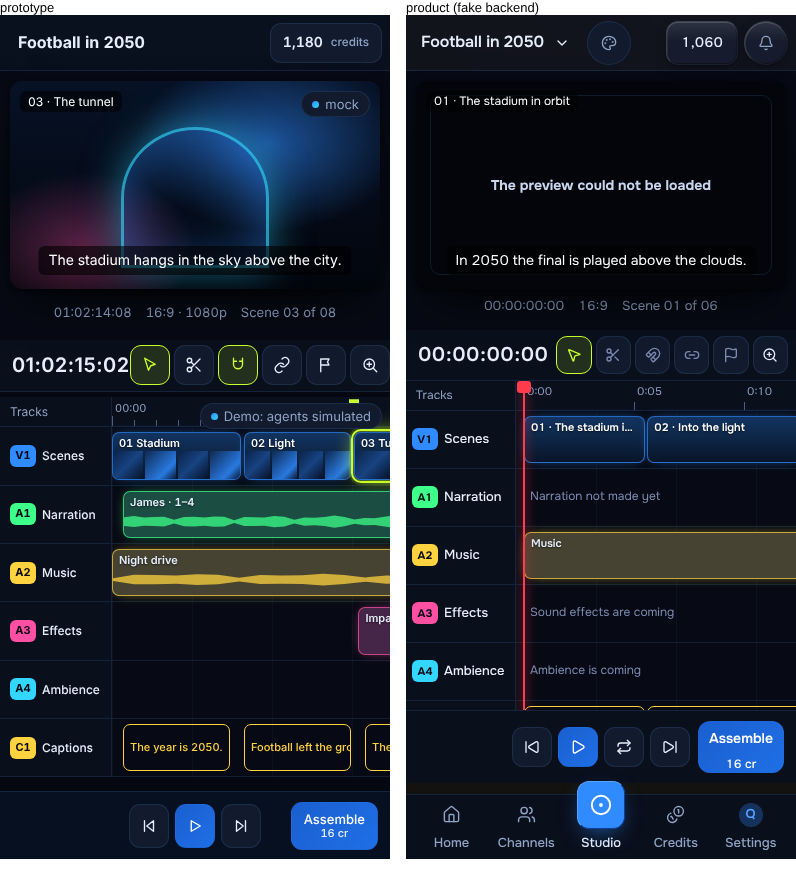 prototype
Football in 2050
1,180 credits
03 · The tunnel
mock
The stadium hangs in the sky above the city.
01:02:14:08 16:9 · 1080p Scene 03 of 08
01:02:15:02
Tracks
00:00
Demo: agents simulated
V1 Scenes
01 Stadium
02 Light
03 Tu
A1 Narration
James · 1–4
A2 Music
Night drive
A3 Effects
Impa
A4 Ambience
C1 Captions
The year is 2050.
Football left the gro
The
Assemble
16 cr
product (fake backend)
Football in 2050
1,060
01 · The stadium in orbit
The preview could not be loaded
In 2050 the final is played above the clouds.
00:00:00:00 16:9 Scene 01 of 06
00:00:00:00
Tracks
0:00
0:05
0:10
V1 Scenes
01 · The stadium i...
02 · Into the light
A1 Narration
Narration not made yet
A2 Music
Music
A3 Effects
Sound effects are coming
A4 Ambience
Ambience is coming
Assemble
16 cr
Home
Channels
Studio
Credits
Q
Settings